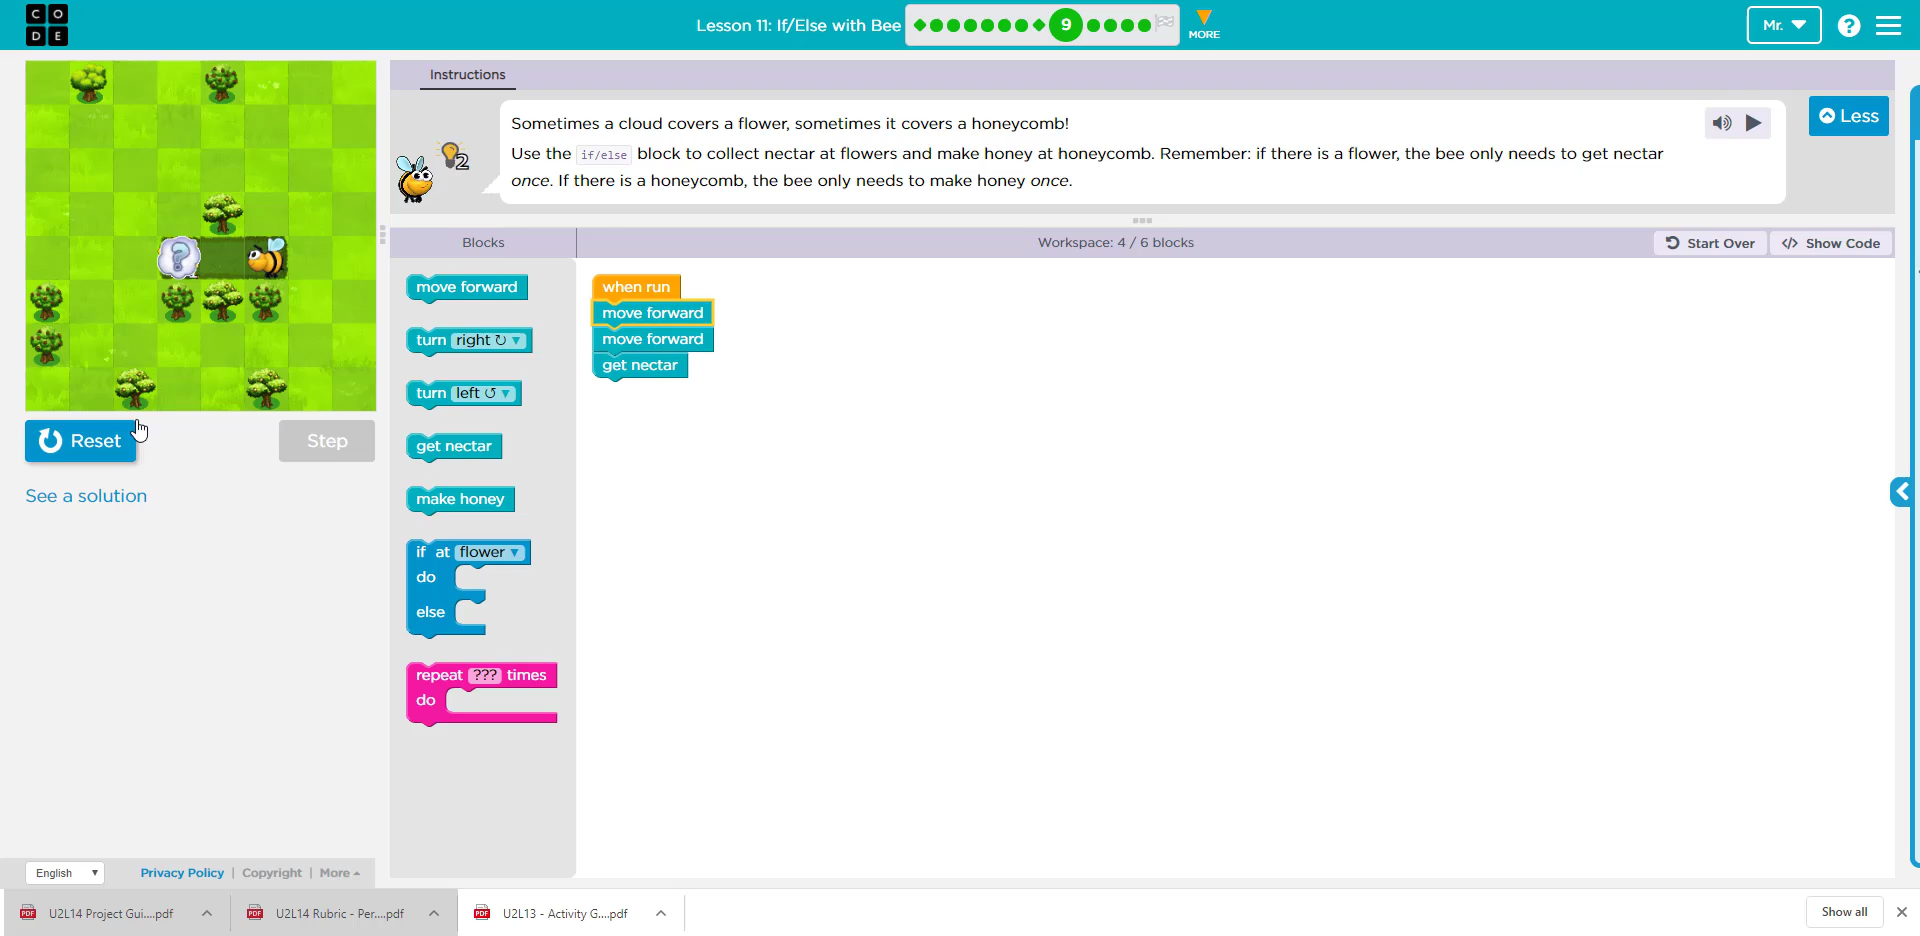 C O
D E
Lesson 11: If/Else with Bee
9
MORE
Mr.
?
Instructions
Sometimes a cloud covers a flower, sometimes it covers a honeycomb!
Use the if/else block to collect nectar at flowers and make honey at honeycomb. Remember: if there is a flower, the bee only needs to get nectar
once. If there is a honeycomb, the bee only needs to make honey once.
2
Less
?
Blocks
Workspace: 4 / 6 blocks
Start Over
</> Show Code
move forward
turn right
turn left
get nectar
make honey
if at flower
do
else
repeat ??? times
do
when run
move forward
move forward
get nectar
Reset
Step
See a solution
English
Privacy Policy | Copyright | More
PDF U2L14 Project Gui....pdf
PDF U2L14 Rubric - Per....pdf
PDF U2L13 - Activity G....pdf
Show all